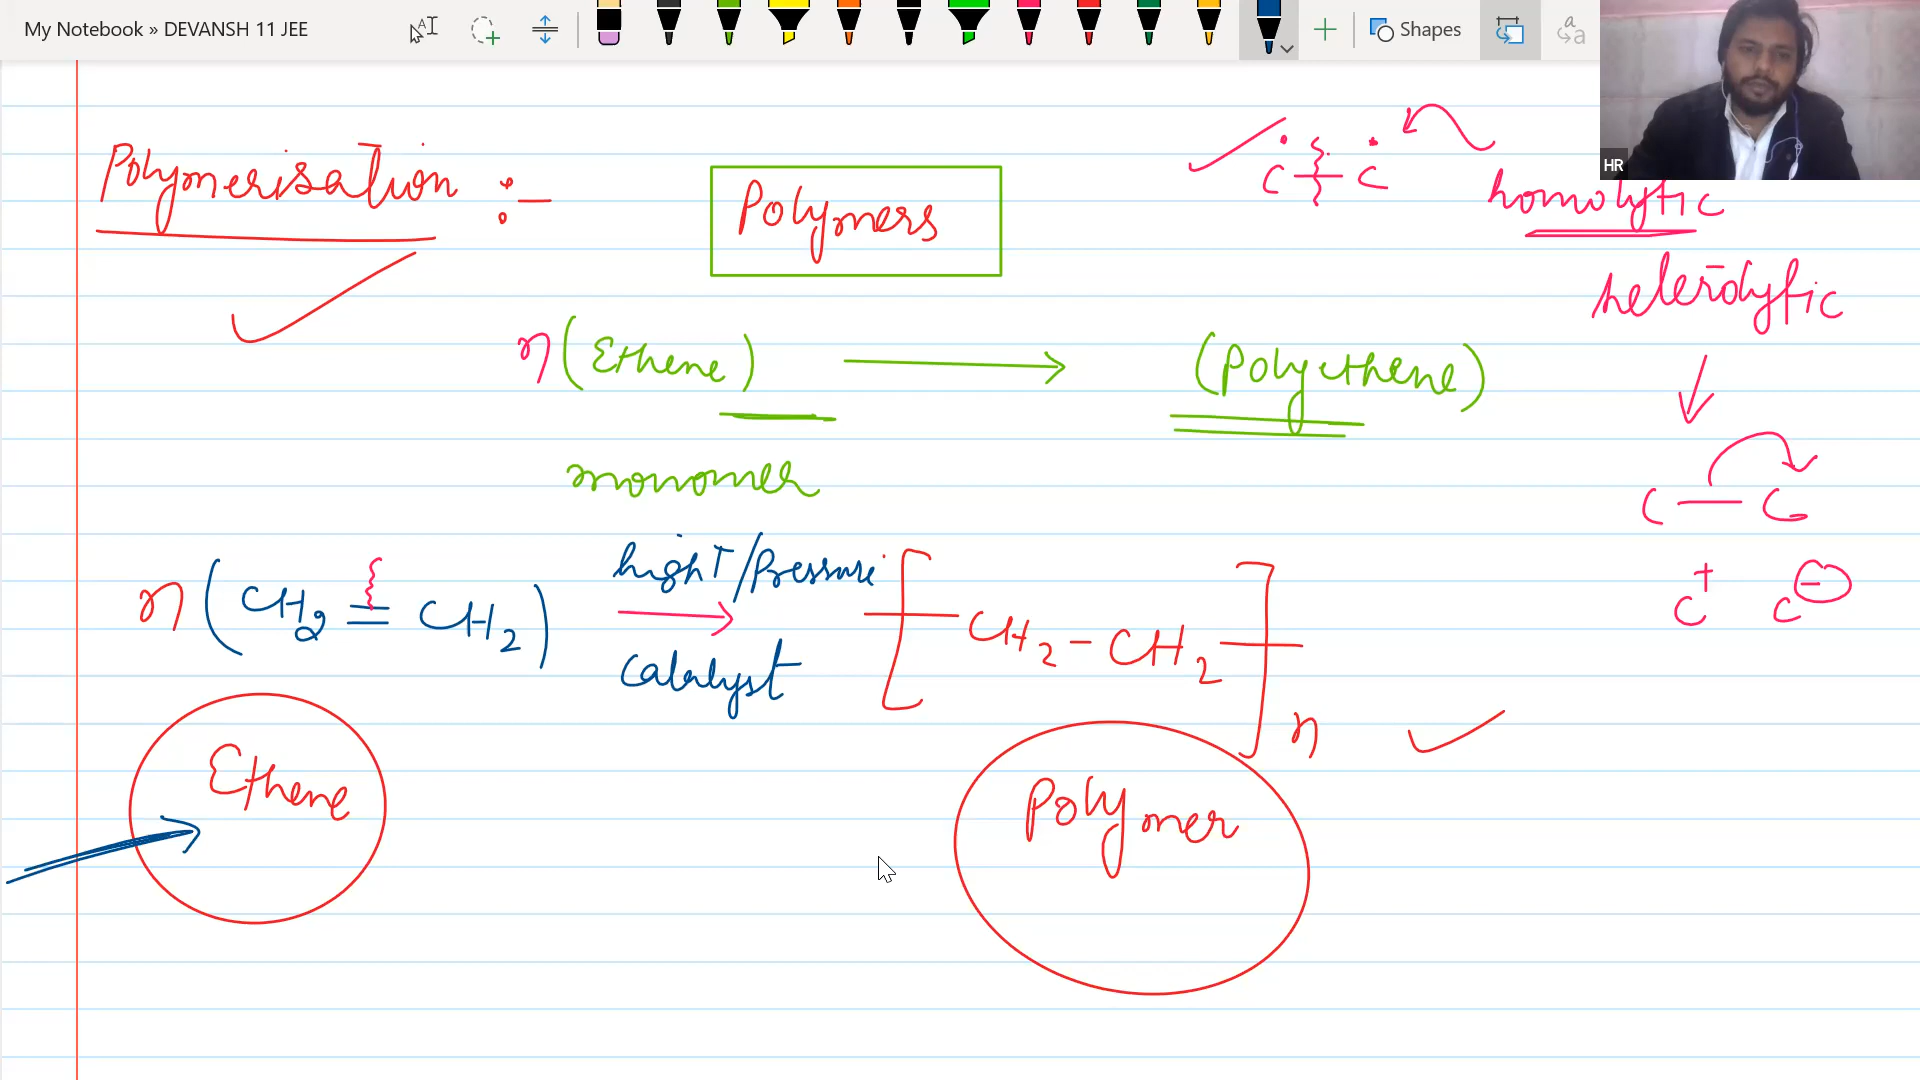 My Notebook » DEVANSH 11 JEE
Shapes
HR
Polymerisation :-
Polymers
C C
homolytic
heterolytic
n(Ethene) → (Polyethene)
monomer
C — C
C+ C⊖
n(CH2 = CH2) high T/Pressure → catalyst [-CH2-CH2-]n
Ethene
Polymer